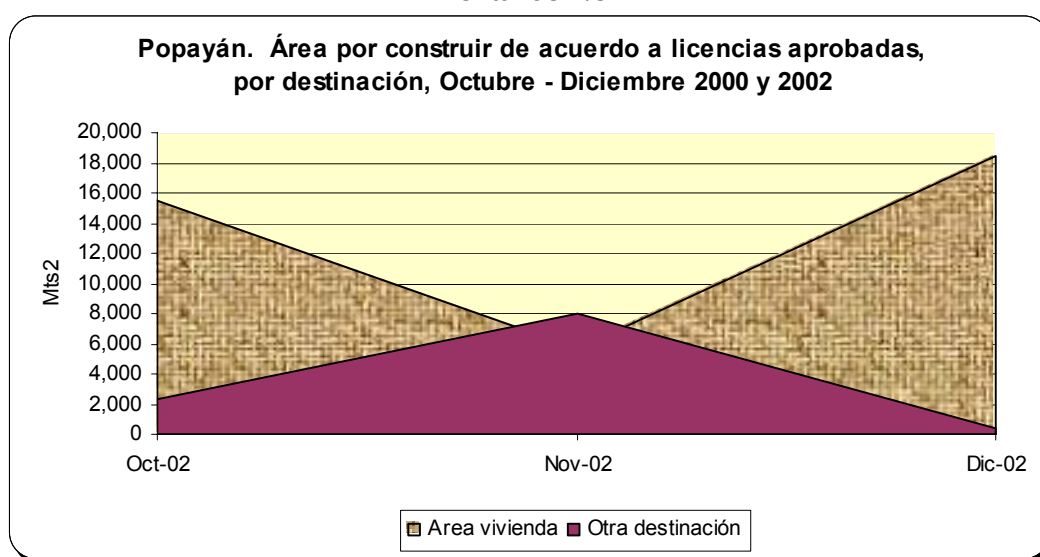 Popayán. Área por construir de acuerdo a licencias aprobadas,
por destinación, Octubre - Diciembre 2000 y 2002
20,000
18,000
16,000
14,000
12,000
10,000
8,000
6,000
4,000
2,000
0
Mts2
Oct-02
Nov-02
Dic-02
Area vivienda
Otra destinación